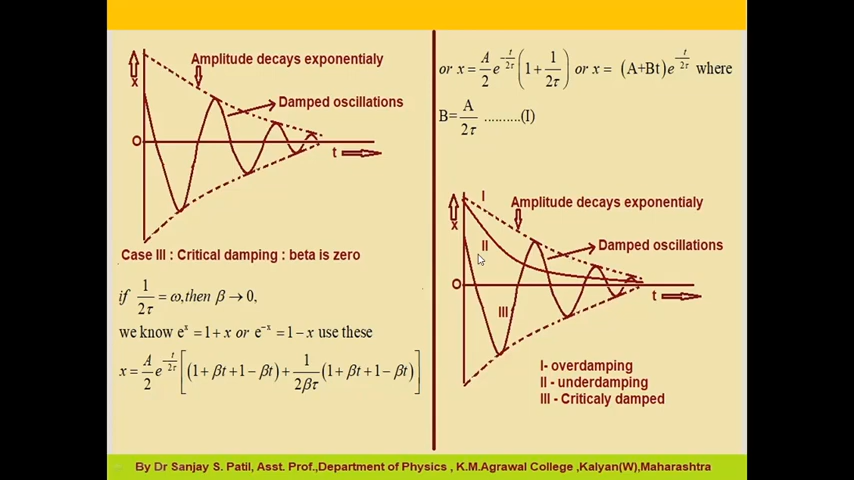 Amplitude decays exponentialy
x
Damped oscillations
O
t
Case III : Critical damping : beta is zero
if 1/2τ = ω, then β → 0,
we know eˣ = 1 + x or e⁻ˣ = 1 − x use these
x = A/2 e^(-t/2τ) [(1 + βt + 1 − βt) + 1/2βτ (1 + βt + 1 − βt)]
or x = A/2 e^(-t/2τ) (1 + 1/2τ) or x = (A+Bt) e^(t/2τ) where
B= A/2τ ..........(I)
I
Amplitude decays exponentialy
x
II
Damped oscillations
O
t
III
I- overdamping
II - underdamping
III - Criticaly damped
By Dr Sanjay S. Patil, Asst. Prof.,Department of Physics , K.M.Agrawal College ,Kalyan(W),Maharashtra